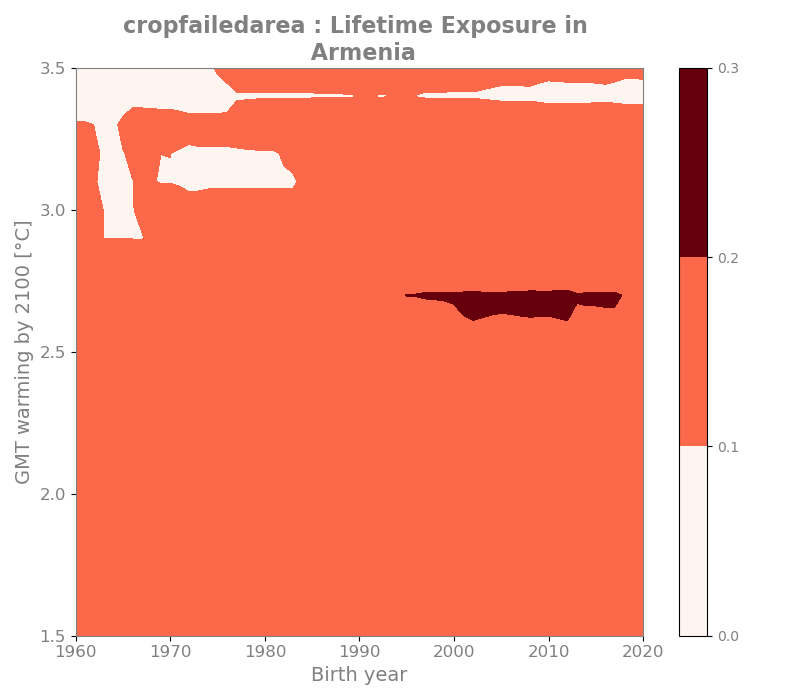 cropfailedarea : Lifetime Exposure in
Armenia
3.5
3.0
2.5
2.0
1.5
GMT warming by 2100 [°C]
1960 1970 1980 1990 2000 2010 2020
Birth year
0.3
0.2
0.1
0.0